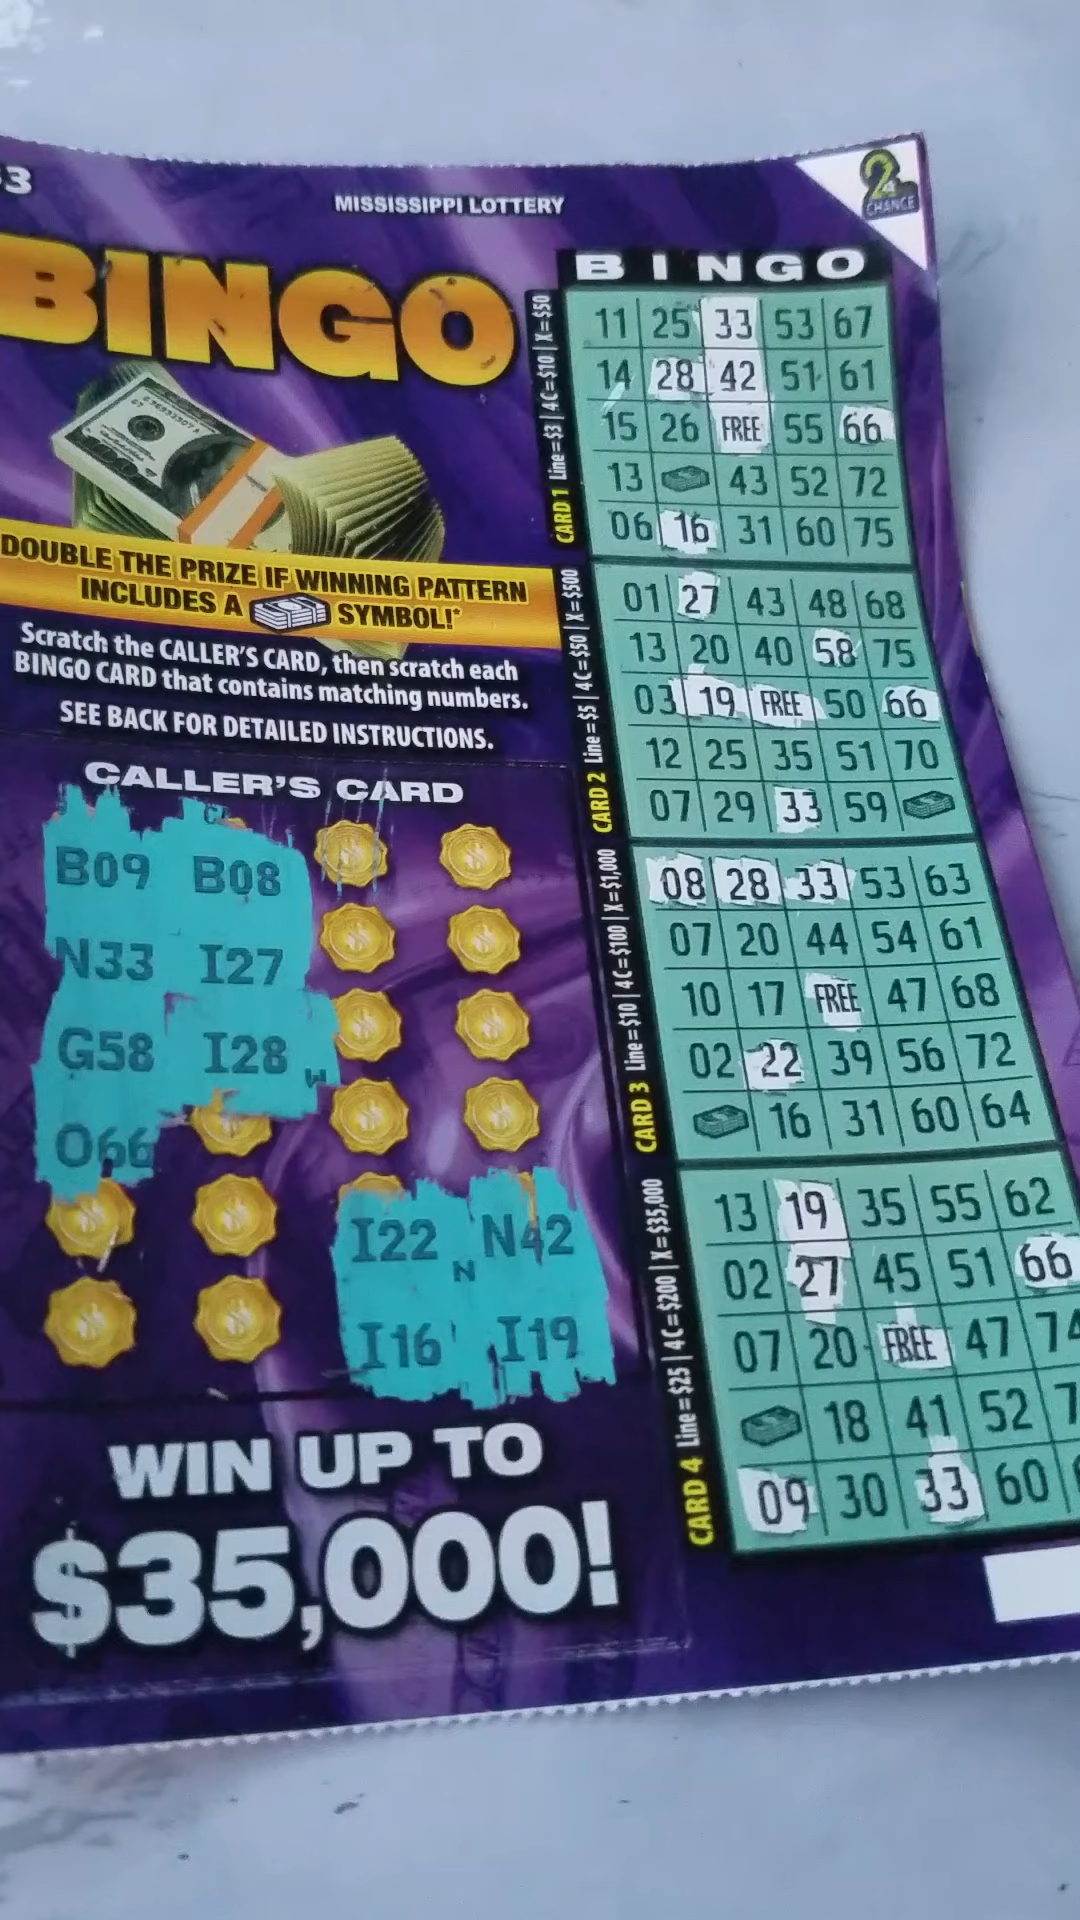 $3
MISSISSIPPI LOTTERY
2nd
CHANCE
BINGO
DOUBLE THE PRIZE IF WINNING PATTERN
INCLUDES A SYMBOL!*
Scratch the CALLER'S CARD, then scratch each
BINGO CARD that contains matching numbers.
SEE BACK FOR DETAILED INSTRUCTIONS.
CALLER'S CARD
B09 B08
N33 I27
G58 I28
W
O66
I22 N42
N
I16 I19
WIN UP TO
$35,000!
B I N G O
CARD 1 Line=$3 | 4C=$10 | X=$50
11 25 33 53 67
14 28 42 51 61
15 26 FREE 55 66
13 43 52 72
06 16 31 60 75
CARD 2 Line=$5 | 4C=$50 | X=$500
01 27 43 48 68
13 20 40 58 75
03 19 FREE 50 66
12 25 35 51 70
07 29 33 59
CARD 3 Line=$10 | 4C=$100 | X=$1,000
08 28 33 53 63
07 20 44 54 61
10 17 FREE 47 68
02 22 39 56 72
16 31 60 64
CARD 4 Line=$25 | 4C=$200 | X=$35,000
13 19 35 55 62
02 27 45 51 66
07 20 FREE 47 74
18 41 52 7
09 30 33 60